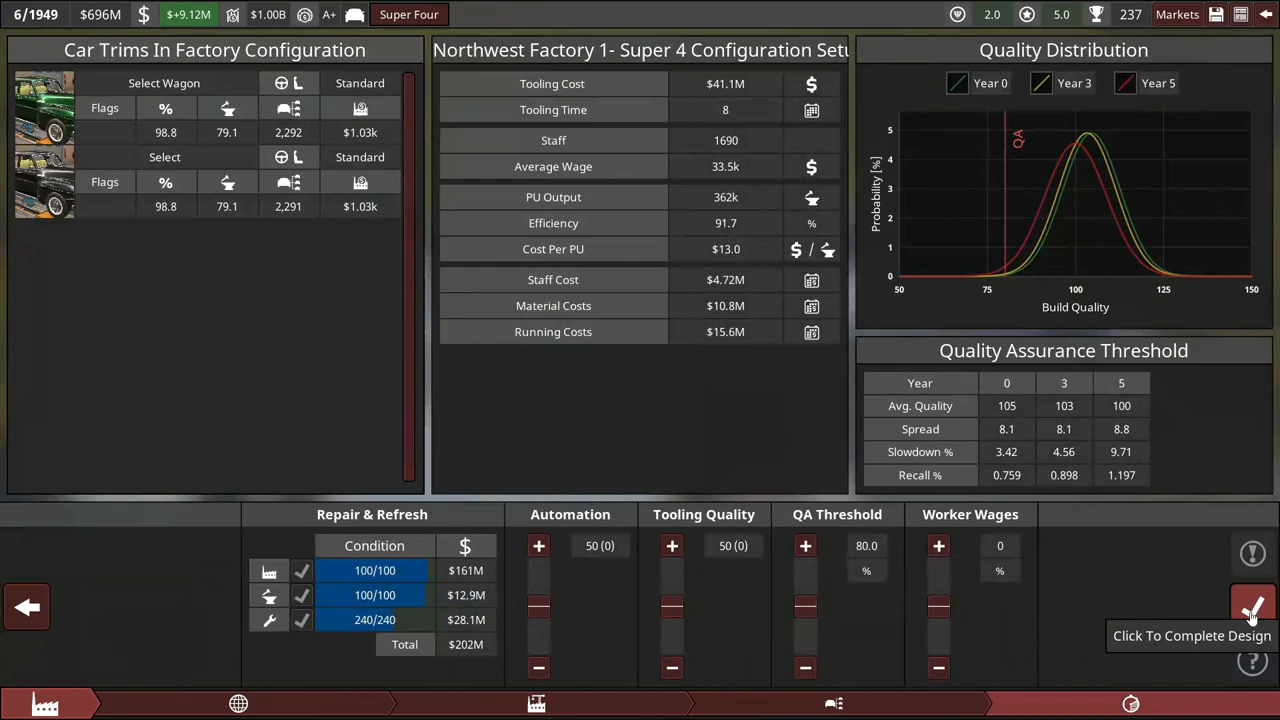 6/1949 $696M $+9.12M $1.00B A+ Super Four 2.0 5.0 237 Markets
Car Trims In Factory Configuration
Select Wagon Standard
Flags %
98.8 79.1 2,292 $1.03k
Select Standard
Flags %
98.8 79.1 2,291 $1.03k
Northwest Factory 1- Super 4 Configuration Setu
Tooling Cost $41.1M $
Tooling Time 8
Staff 1690
Average Wage 33.5k $
PU Output 362k
Efficiency 91.7 %
Cost Per PU $13.0 $ /
Staff Cost $4.72M
Material Costs $10.8M
Running Costs $15.6M
Quality Distribution
Year 0 Year 3 Year 5
Probability [%]
5
4
3
2
1
0
QA
50 75 100 125 150
Build Quality
Quality Assurance Threshold
Year 0 3 5
Avg. Quality 105 103 100
Spread 8.1 8.1 8.8
Slowdown % 3.42 4.56 9.71
Recall % 0.759 0.898 1.197
Repair & Refresh
Condition $
100/100 $161M
100/100 $12.9M
240/240 $28.1M
Total $202M
Automation
50 (0)
Tooling Quality
50 (0)
QA Threshold
80.0
%
Worker Wages
0
%
Click To Complete Design